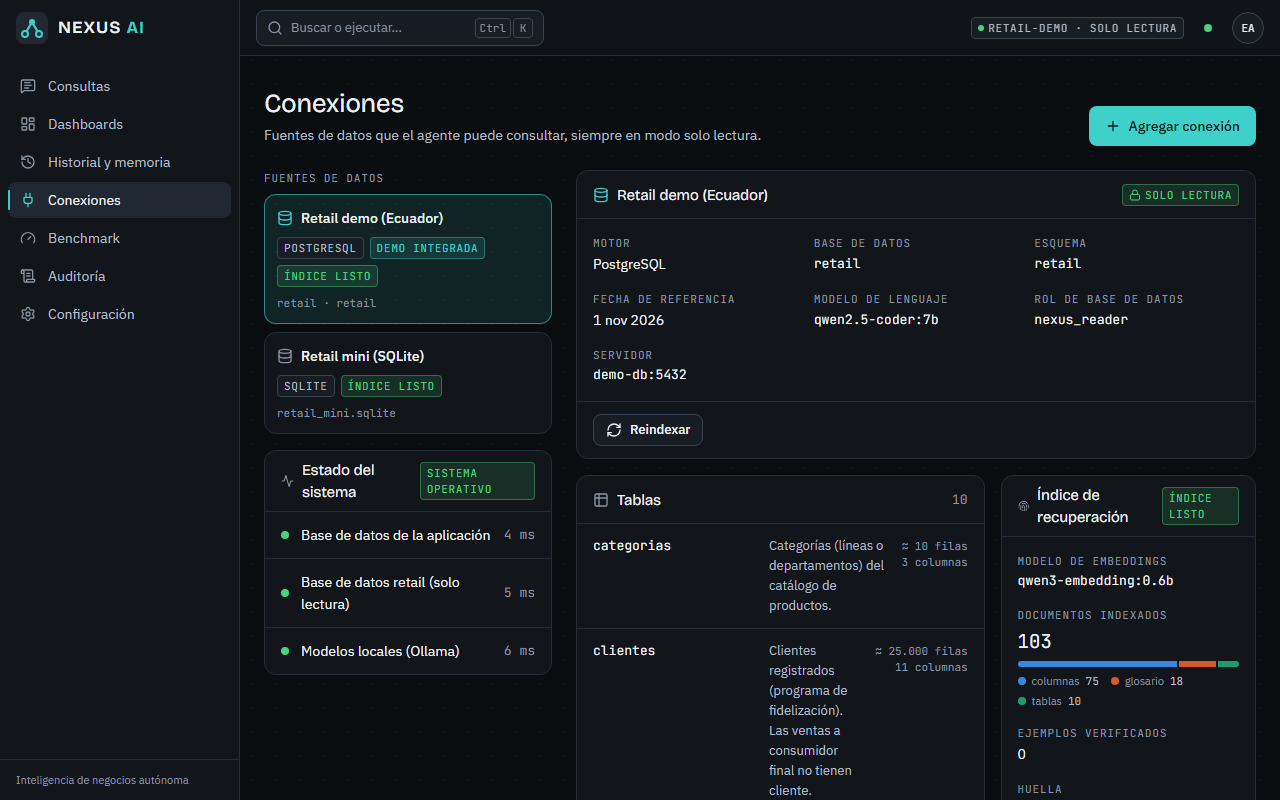 NEXUS AI
Buscar o ejecutar...
Ctrl K
RETAIL-DEMO · SOLO LECTURA
EA
Consultas
Dashboards
Historial y memoria
Conexiones
Benchmark
Auditoría
Configuración
Inteligencia de negocios autónoma
Conexiones
Fuentes de datos que el agente puede consultar, siempre en modo solo lectura.
Agregar conexión
FUENTES DE DATOS
Retail demo (Ecuador)
POSTGRESQL
DEMO INTEGRADA
ÍNDICE LISTO
retail · retail
Retail mini (SQLite)
SQLITE
ÍNDICE LISTO
retail_mini.sqlite
Estado del
sistema
SISTEMA
OPERATIVO
Base de datos de la aplicación 4 ms
Base de datos retail (solo
lectura)
5 ms
Modelos locales (Ollama) 6 ms
Retail demo (Ecuador)
SOLO LECTURA
MOTOR
PostgreSQL
BASE DE DATOS
retail
ESQUEMA
retail
FECHA DE REFERENCIA
1 nov 2026
MODELO DE LENGUAJE
qwen2.5-coder:7b
ROL DE BASE DE DATOS
nexus_reader
SERVIDOR
demo-db:5432
Reindexar
Tablas
10
categorias
Categorías (líneas o
departamentos) del
catálogo de
productos.
≈ 10 filas
3 columnas
clientes
Clientes
registrados
(programa de
fidelización).
Las ventas a
consumidor
final no tienen
cliente.
≈ 25.000 filas
11 columnas
Índice de
recuperación
ÍNDICE
LISTO
MODELO DE EMBEDDINGS
qwen3-embedding:0.6b
DOCUMENTOS INDEXADOS
103
columnas 75
glosario 18
tablas 10
EJEMPLOS VERIFICADOS
0
HUELLA